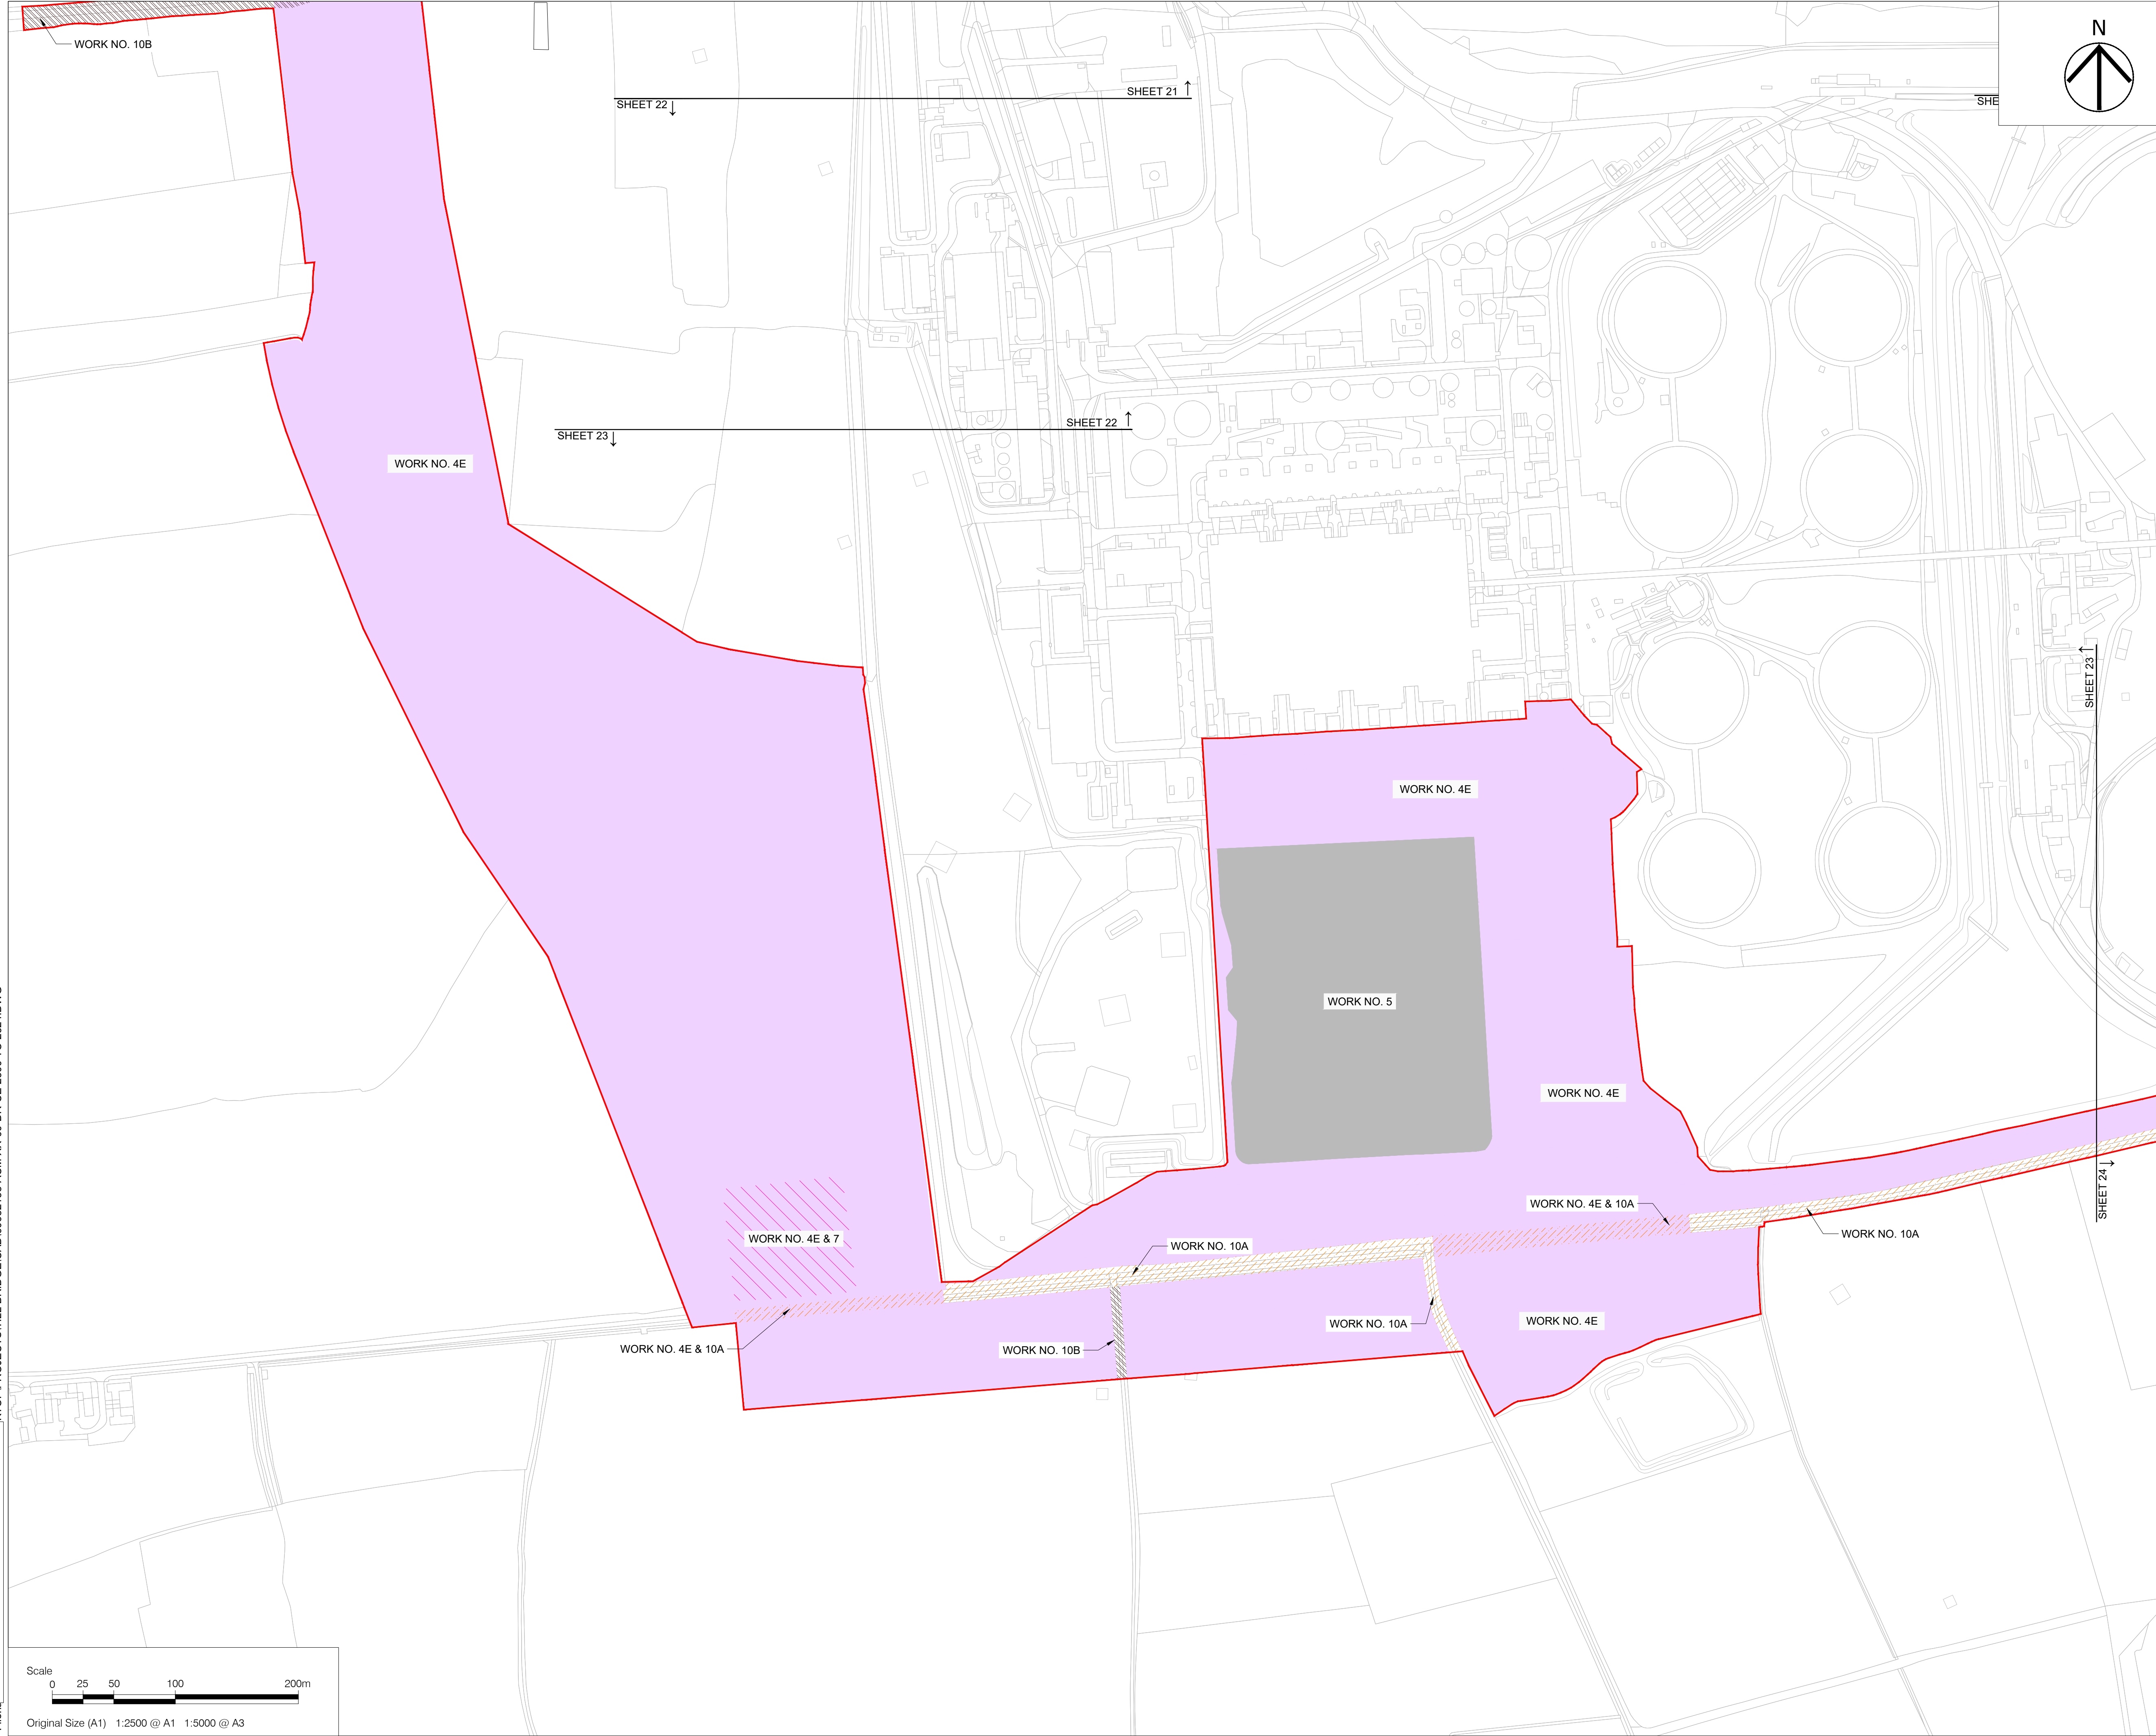 WORK NO. 10B
N
SHEET 21
SHEET 22
SHE
SHEET 22
SHEET 23
WORK NO. 4E
SHEET 23
WORK NO. 4E
WORK NO. 5
WORK NO. 4E
SHEET 24
WORK NO. 4E & 10A
WORK NO. 4E & 7
WORK NO. 10A
WORK NO. 10A
WORK NO. 10A
WORK NO. 4E
WORK NO. 4E & 10A
WORK NO. 10B
Scale
0 25 50 100 200m
Original Size (A1) 1:2500 @ A1 1:5000 @ A3